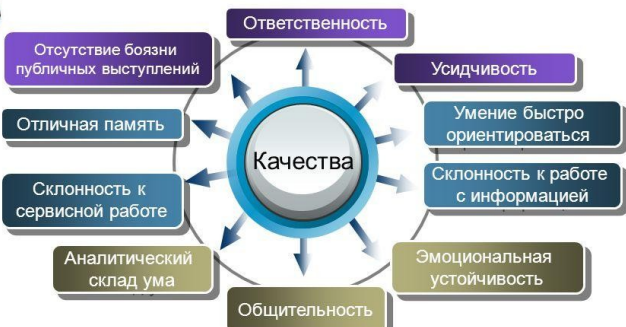 Ответственность
Отсутствие боязни
публичных выступлений
Усидчивость
Отличная память
Умение быстро
ориентироваться
Качества
Склонность к
сервисной работе
Склонность к работе
с информацией
Аналитический
склад ума
Эмоциональная
устойчивость
Общительность